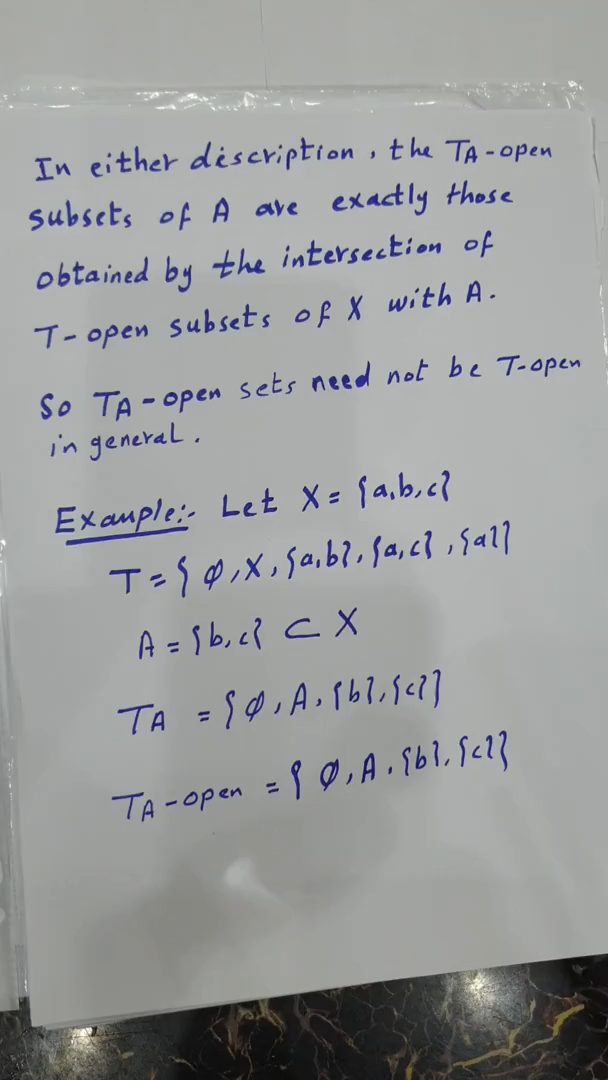 In either discription, the TA-open
subsets of A are exactly those
obtained by the intersection of
T-open subsets of X with A.
So TA-open sets need not be T-open
in general.
Example:- Let X = {a,b,c}
T = { φ, X, {a,b}, {a,c}, {a}}
A = {b,c} ⊂ X
TA = {φ, A, {b}, {c}}
TA-open = { φ, A, {b}, {c}}